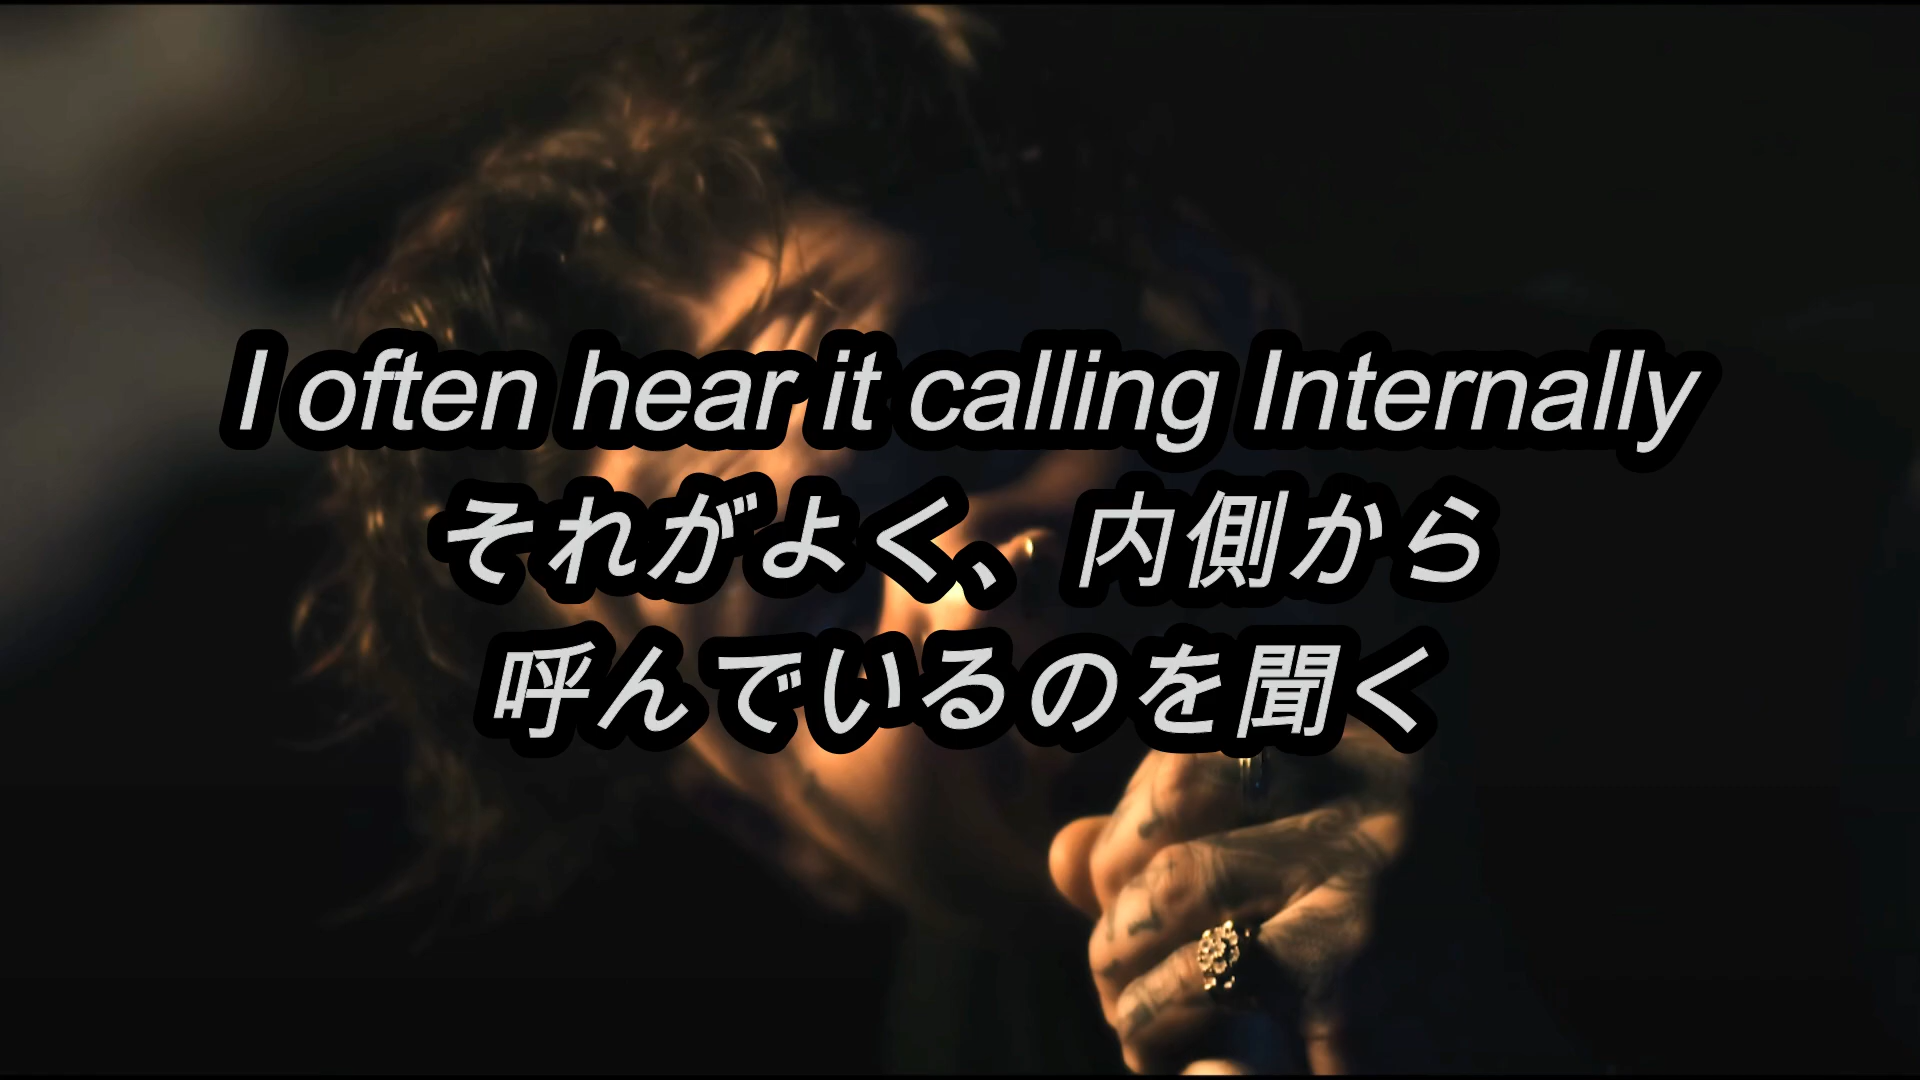 I often hear it calling Internally
それがよく、内側から
呼んでいるのを聞く